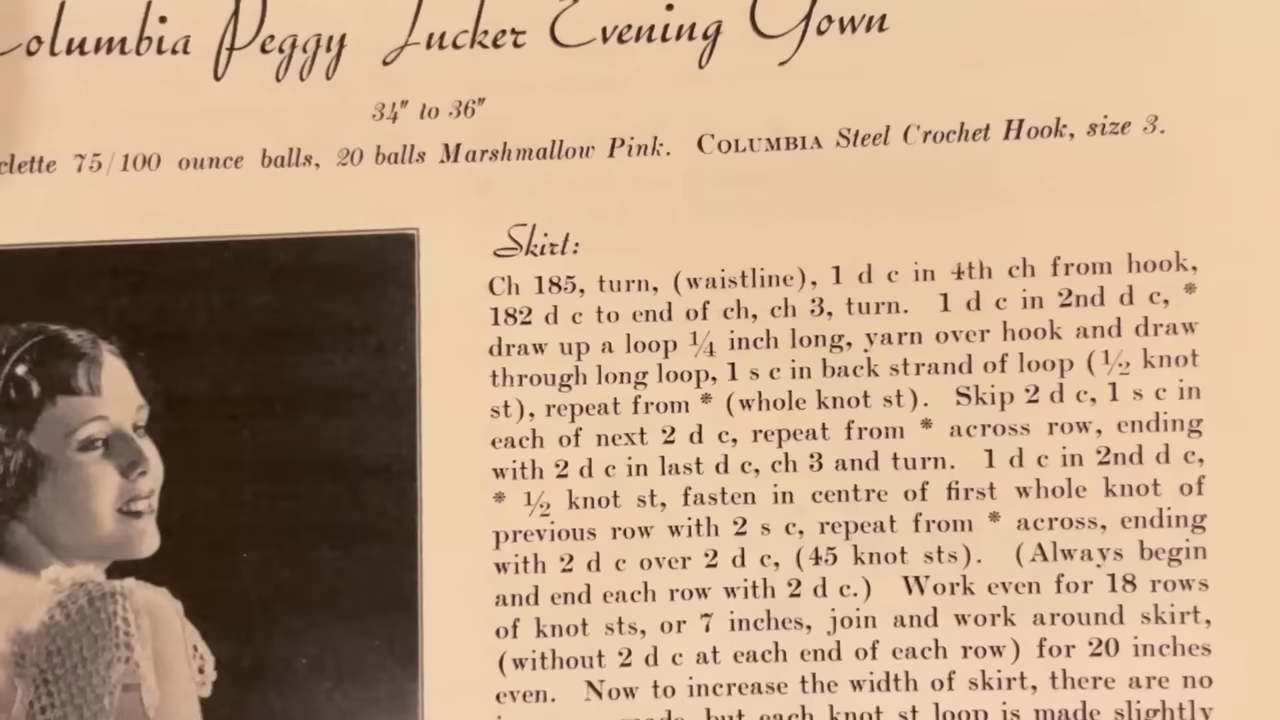 Columbia Peggy Tucker Evening Gown
34" to 36"
clette 75/100 ounce balls, 20 balls Marshmallow Pink. COLUMBIA Steel Crochet Hook, size 3.
Skirt:
Ch 185, turn, (waistline), 1 d c in 4th ch from hook,
182 d c to end of ch, ch 3, turn. 1 d c in 2nd d c, *
draw up a loop ¼ inch long, yarn over hook and draw
through long loop, 1 s c in back strand of loop (½ knot
st), repeat from * (whole knot st). Skip 2 d c, 1 s c in
each of next 2 d c, repeat from * across row, ending
with 2 d c in last d c, ch 3 and turn. 1 d c in 2nd d c,
* ½ knot st, fasten in centre of first whole knot of
previous row with 2 s c, repeat from * across, ending
with 2 d c over 2 d c, (45 knot sts). (Always begin
and end each row with 2 d c.) Work even for 18 rows
of knot sts, or 7 inches, join and work around skirt,
(without 2 d c at each end of each row) for 20 inches
even. Now to increase the width of skirt, there are no
made, but each knot st loop is made slightly